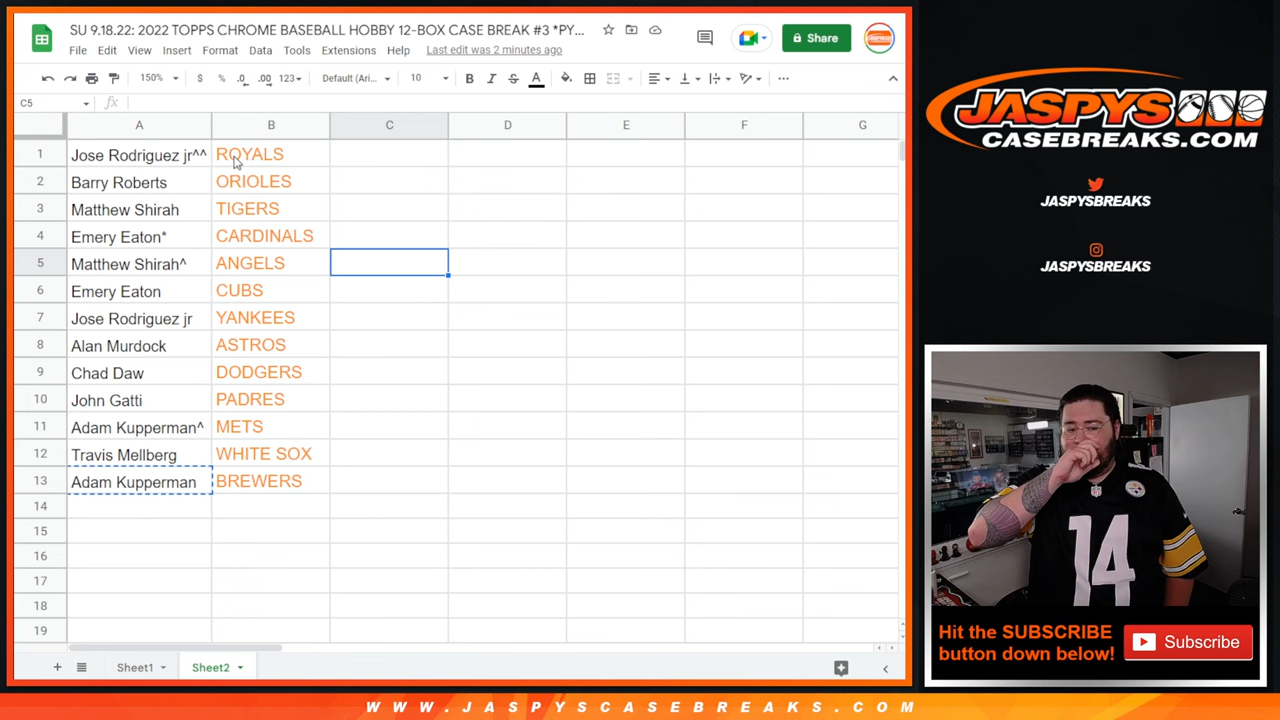 SU 9.18.22: 2022 TOPPS CHROME BASEBALL HOBBY 12-BOX CASE BREAK #3 *PY...
File Edit View Insert Format Data Tools Extensions Help Last edit was 2 minutes ago
Share
150% $ % .0 .00 123 Default (Ari... 10 B I S A
C5 fx
A B C D E F G
1 Jose Rodriguez jr^^ ROYALS
2 Barry Roberts ORIOLES
3 Matthew Shirah TIGERS
4 Emery Eaton* CARDINALS
5 Matthew Shirah^ ANGELS
6 Emery Eaton CUBS
7 Jose Rodriguez jr YANKEES
8 Alan Murdock ASTROS
9 Chad Daw DODGERS
10 John Gatti PADRES
11 Adam Kupperman^ METS
12 Travis Mellberg WHITE SOX
13 Adam Kupperman BREWERS
14
15
16
17
18
19
+ Sheet1 Sheet2
JASPYS
CASEBREAKS.COM
JASPYSBREAKS
JASPYSBREAKS
14
Hit the SUBSCRIBE
button down below!
Subscribe
WWW.JASPYSCASEBREAKS.COM